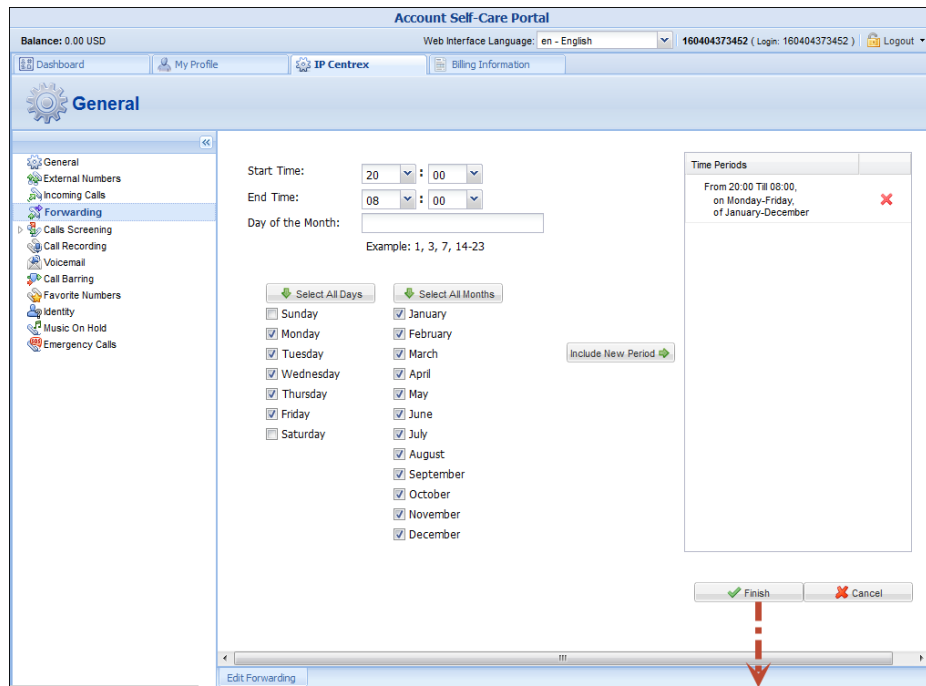 Account Self-Care Portal
Balance: 0.00 USD
Web Interface Language: en - English
160404373452 ( Login: 160404373452 )
Logout
Dashboard
My Profile
IP Centrex
Billing Information
General
General
External Numbers
Incoming Calls
Forwarding
Calls Screening
Call Recording
Voicemail
Call Barring
Favorite Numbers
Identity
Music On Hold
Emergency Calls
Start Time: 20 : 00
End Time: 08 : 00
Day of the Month:
Example: 1, 3, 7, 14-23
Select All Days
Sunday
Monday
Tuesday
Wednesday
Thursday
Friday
Saturday
Select All Months
January
February
March
April
May
June
July
August
September
October
November
December
Include New Period
Time Periods
From 20:00 Till 08:00,
on Monday-Friday,
of January-December
Finish
Cancel
Edit Forwarding